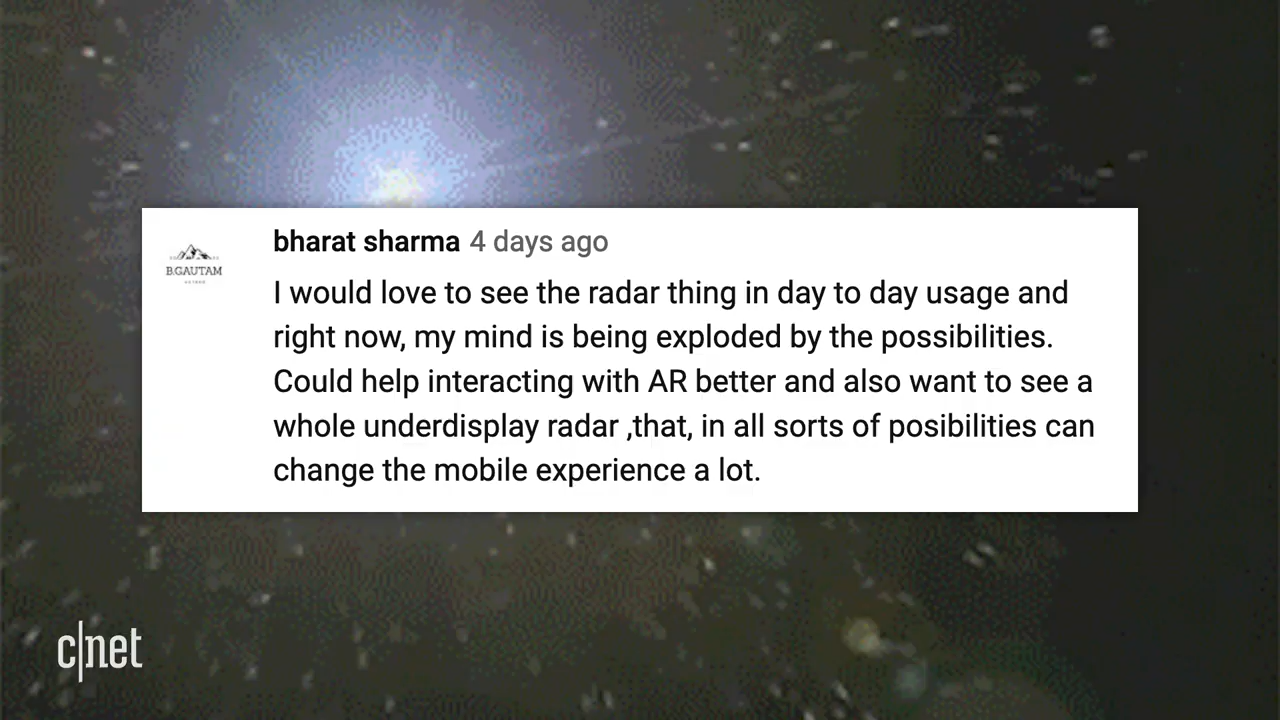 bharat sharma 4 days ago
B.GAUTAM
I would love to see the radar thing in day to day usage and
right now, my mind is being exploded by the possibilities.
Could help interacting with AR better and also want to see a
whole underdisplay radar ,that, in all sorts of posibilities can
change the mobile experience a lot.
c|net